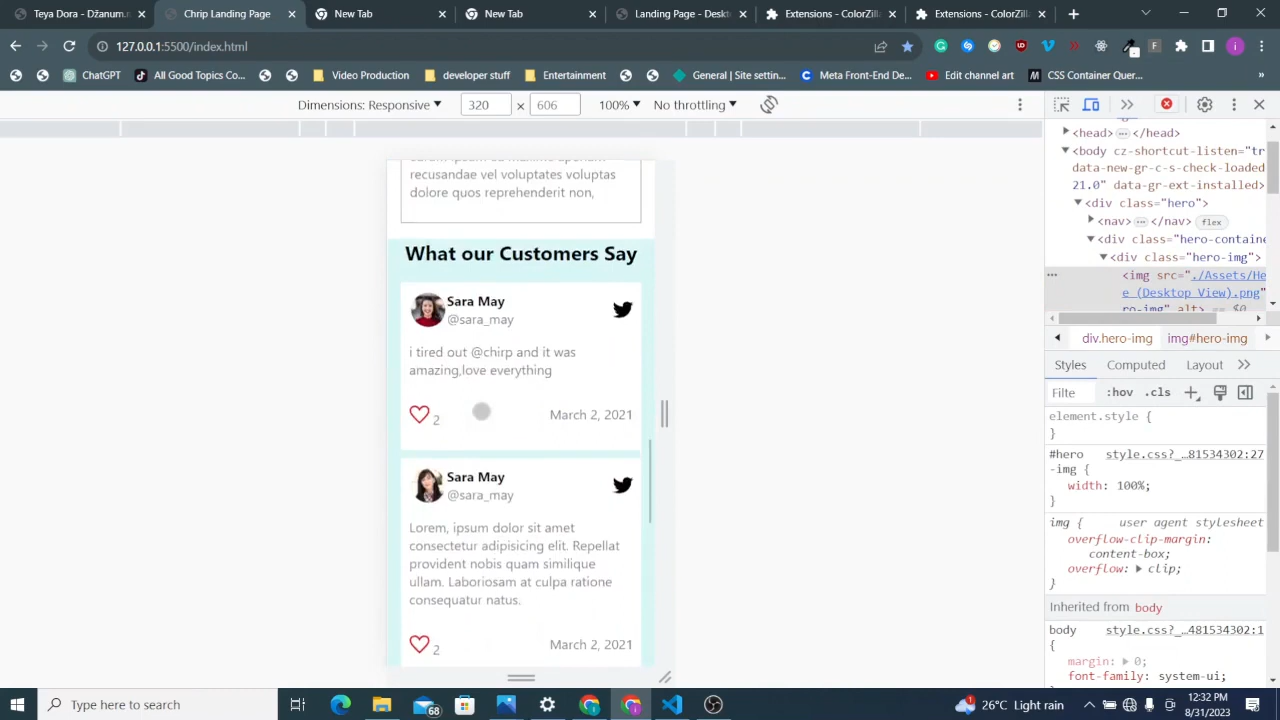 Teya Dora - Džanum.m
Chrip Landing Page
New Tab
New Tab
Landing Page - Deskt
Extensions - ColorZill
Extensions - ColorZill
127.0.0.1:5500/index.html
ChatGPT
All Good Topics Co...
Video Production
developer stuff
Entertainment
General | Site settin...
Meta Front-End De...
Edit channel art
CSS Container Quer...
»
Dimensions: Responsive
320
×
606
100%
No throttling
recusandae vel voluptates voluptas
dolore quos reprehenderit non,
What our Customers Say
Sara May
@sara_may
i tired out @chirp and it was
amazing,love everything
2
March 2, 2021
Sara May
@sara_may
Lorem, ipsum dolor sit amet
consectetur adipisicing elit. Repellat
provident nobis quam similique
ullam. Laboriosam at culpa ratione
consequatur natus.
2
March 2, 2021
<head> … </head>
<body cz-shortcut-listen="tr
data-new-gr-c-s-check-loaded
21.0" data-gr-ext-installed>
<div class="hero">
<nav> … </nav> flex
<div class="hero-containe
<div class="hero-img">
<img src="./Assets/He
e (Desktop View).png"
ro-img" alt> == $0
div.hero-img
img#hero-img
Styles
Computed
Layout
Filte
:hov
.cls
element.style {
}
#hero
-img {
style.css?_…81534302:27
width: 100%;
}
img {
user agent stylesheet
overflow-clip-margin:
content-box;
overflow: clip;
}
Inherited from body
body
{
style.css?_…481534302:1
margin: 0;
font-family: system-ui;
Type here to search
68
1
26°C Light rain
12:32 PM
8/31/2023